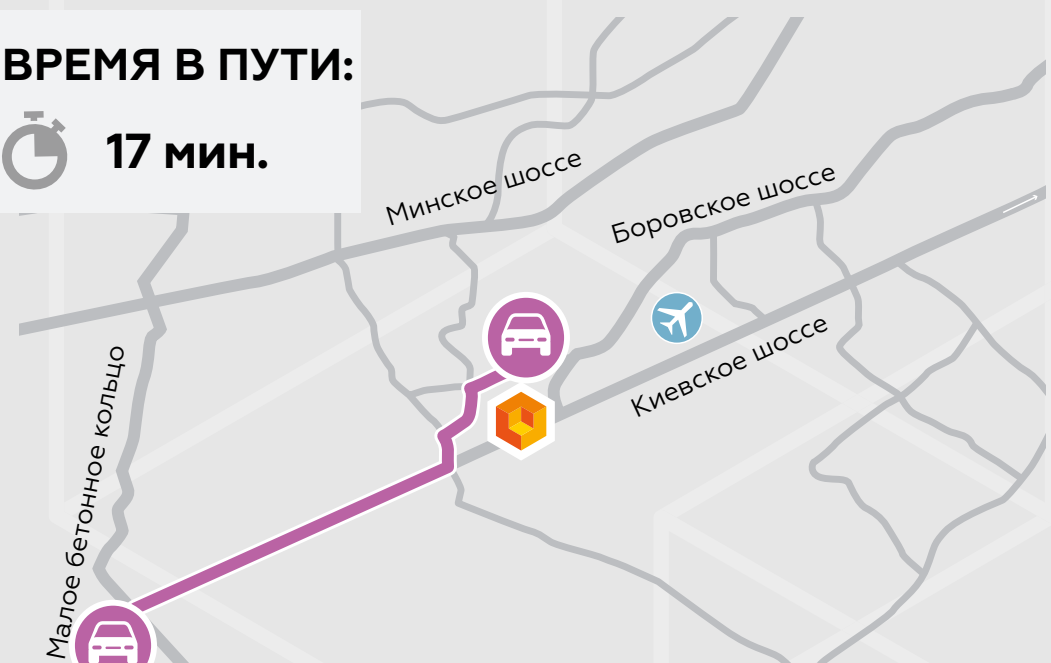 ВРЕМЯ В ПУТИ:
17 мин.
Минское шоссе
Боровское шоссе
Киевское шоссе
Малое бетонное кольцо